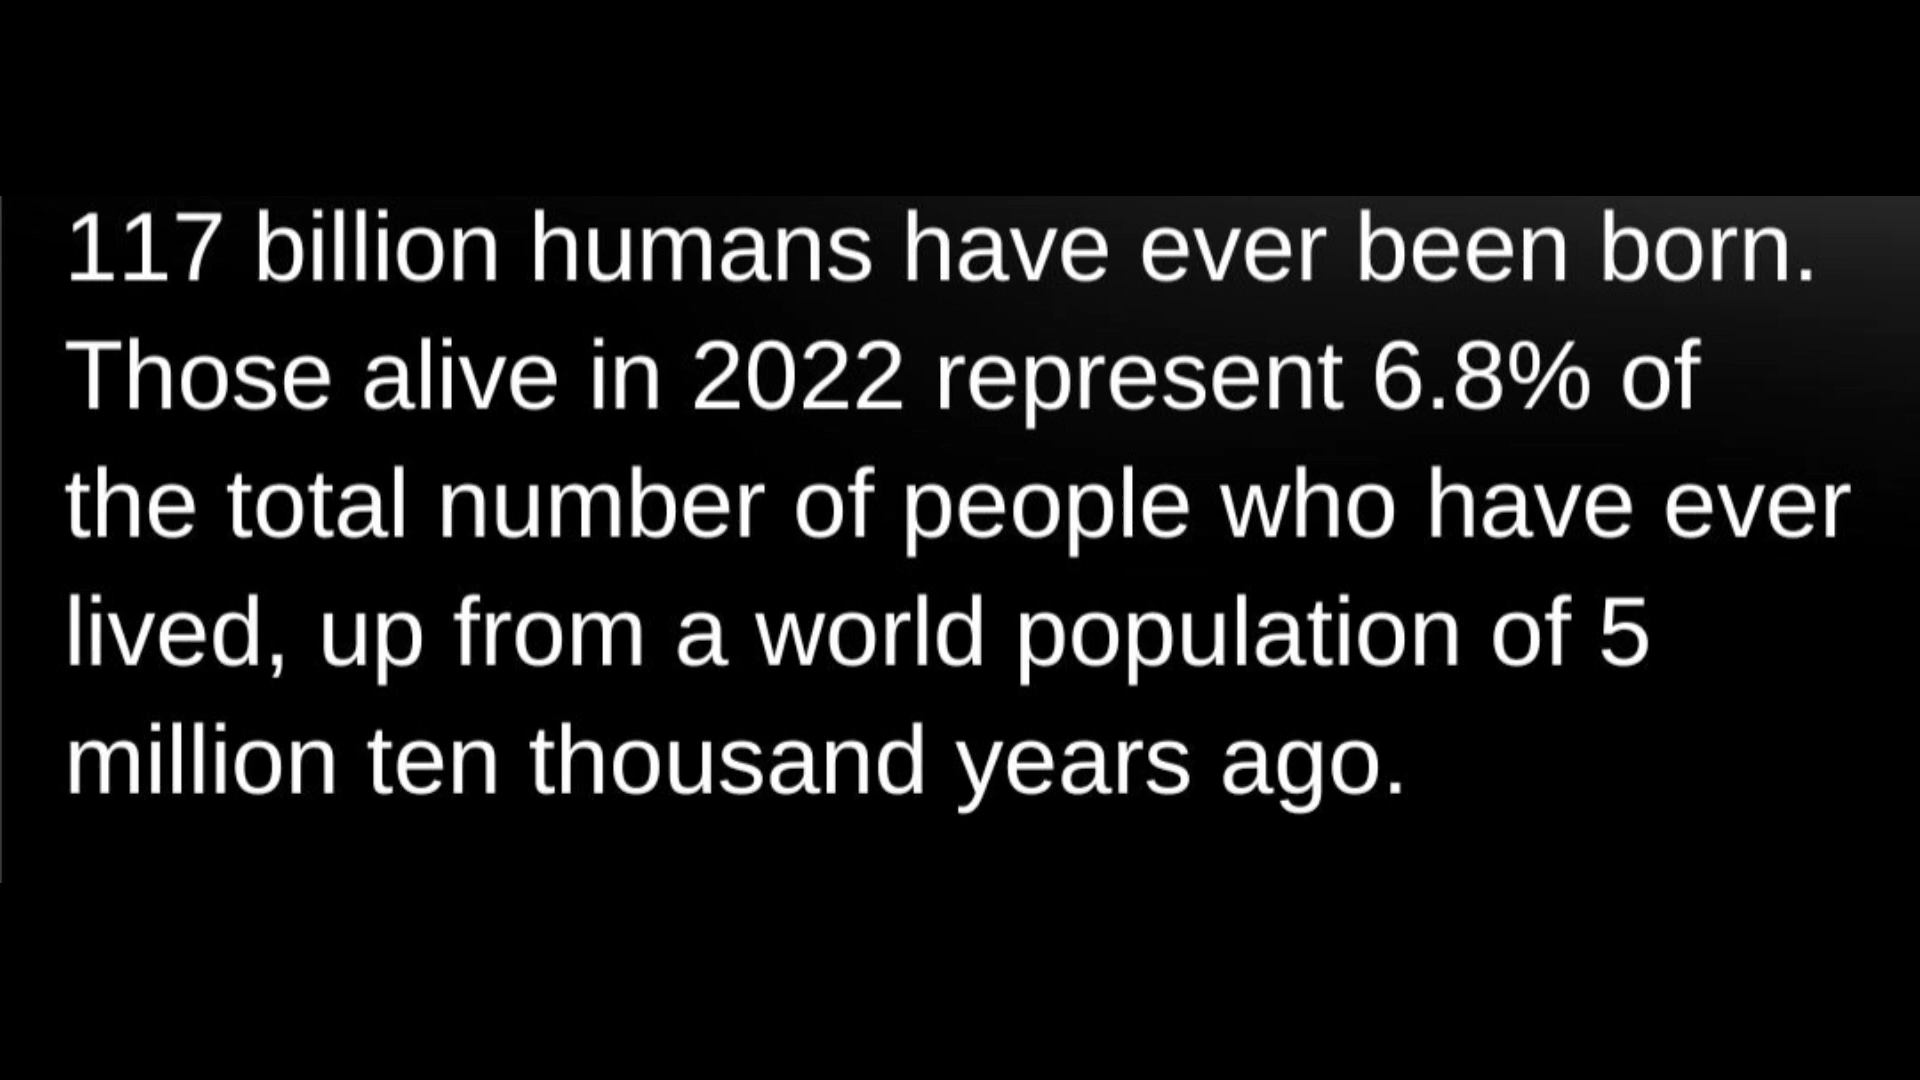 117 billion humans have ever been born.
Those alive in 2022 represent 6.8% of
the total number of people who have ever
lived, up from a world population of 5
million ten thousand years ago.